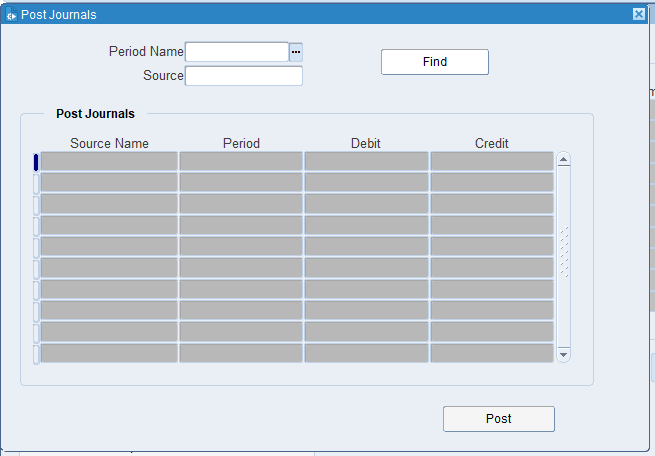 Post Journals
Period Name
Source
Find
Post Journals
Source Name Period Debit Credit
Post